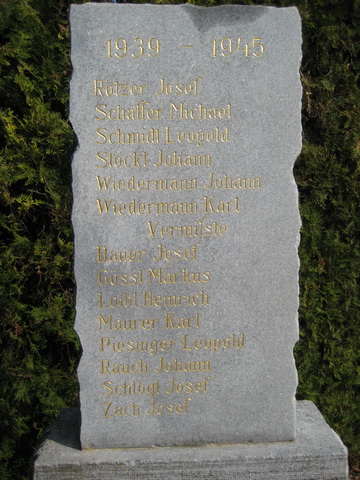 1939 – 1945
Rötzer Josef
Schaffer Michael
Schmidl Leopold
Stöckl Johann
Wiedermann Johann
Wiedermann Karl
Vermißte
Bauer Josef
Gössl Markus
Loibl Heinrich
Maurer Karl
Piesinger Leopold
Rauch Johann
Schlögl Josef
Zach Josef